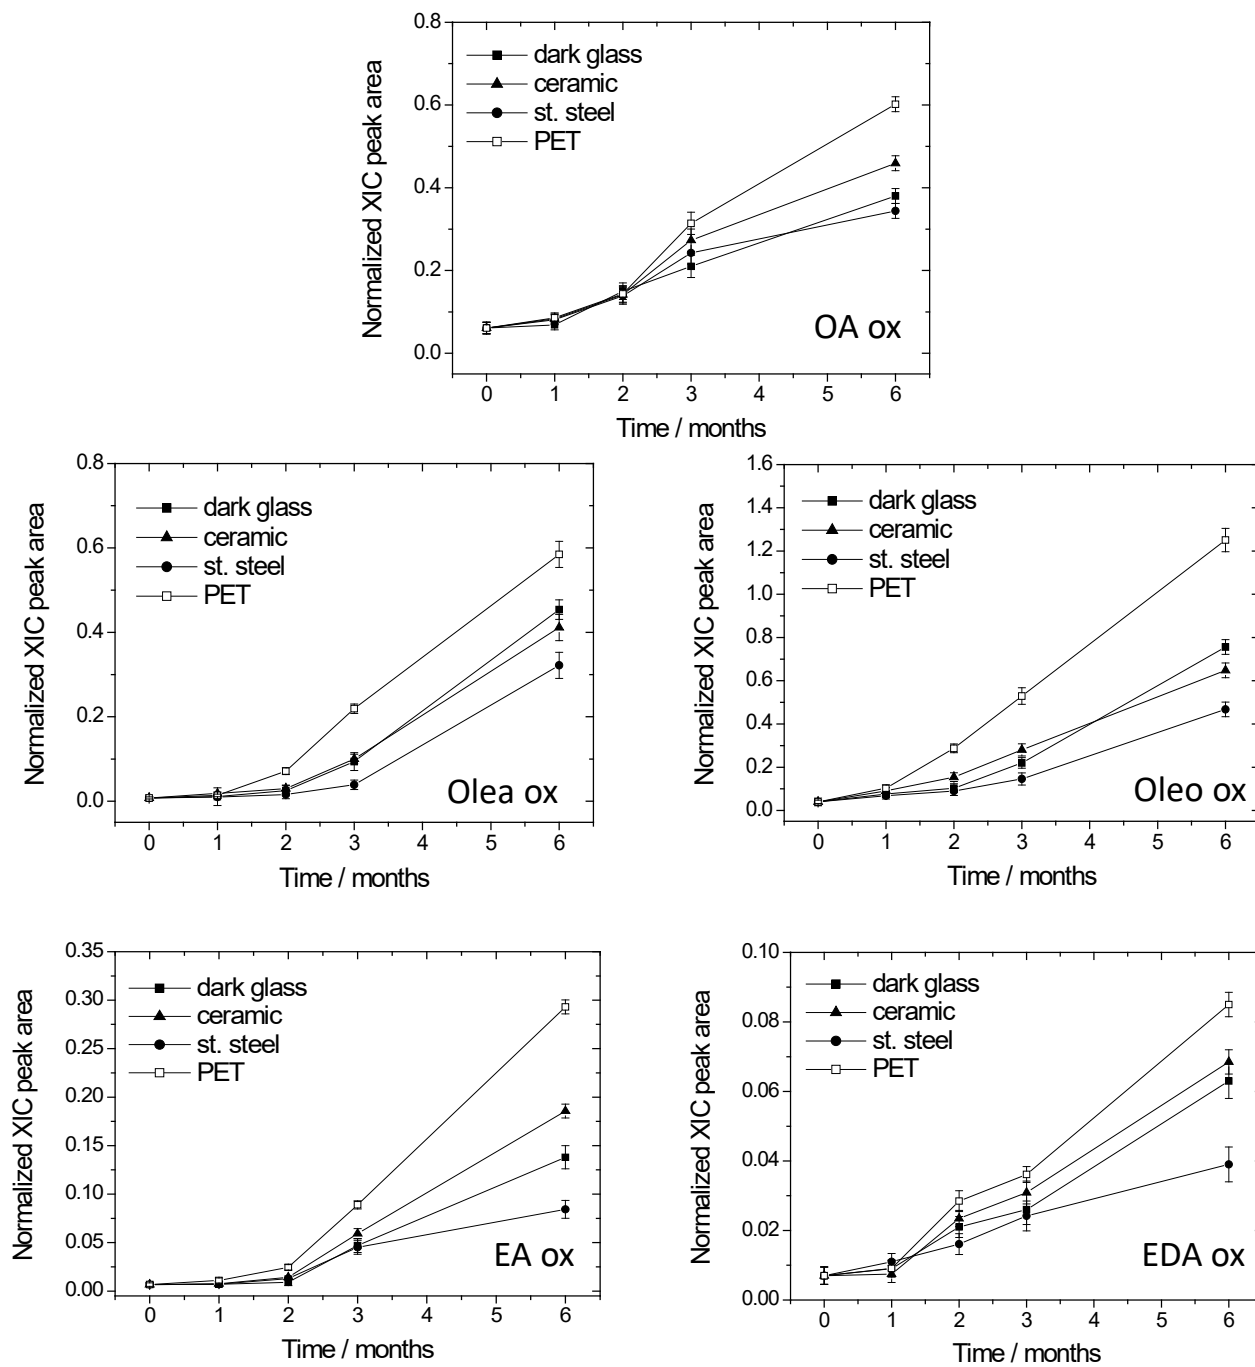 0.8
0.6
0.4
0.2
0.0
Normalized XIC peak area
dark glass
ceramic
st. steel
PET
OA ox
0 1 2 3 4 5 6
Time / months
0.8
0.6
0.4
0.2
0.0
Normalized XIC peak area
dark glass
ceramic
st. steel
PET
Olea ox
0 1 2 3 4 5 6
Time / months
1.6
1.4
1.2
1.0
0.8
0.6
0.4
0.2
0.0
Normalized XIC peak area
dark glass
ceramic
st. steel
PET
Oleo ox
0 1 2 3 4 5 6
Time / months
0.35
0.30
0.25
0.20
0.15
0.10
0.05
0.00
Normalized XIC peak area
dark glass
ceramic
st. steel
PET
EA ox
0 1 2 3 4 5 6
Time / months
0.10
0.08
0.06
0.04
0.02
0.00
Normalized XIC peak area
dark glass
ceramic
st. steel
PET
EDA ox
0 1 2 3 4 5 6
Time / months